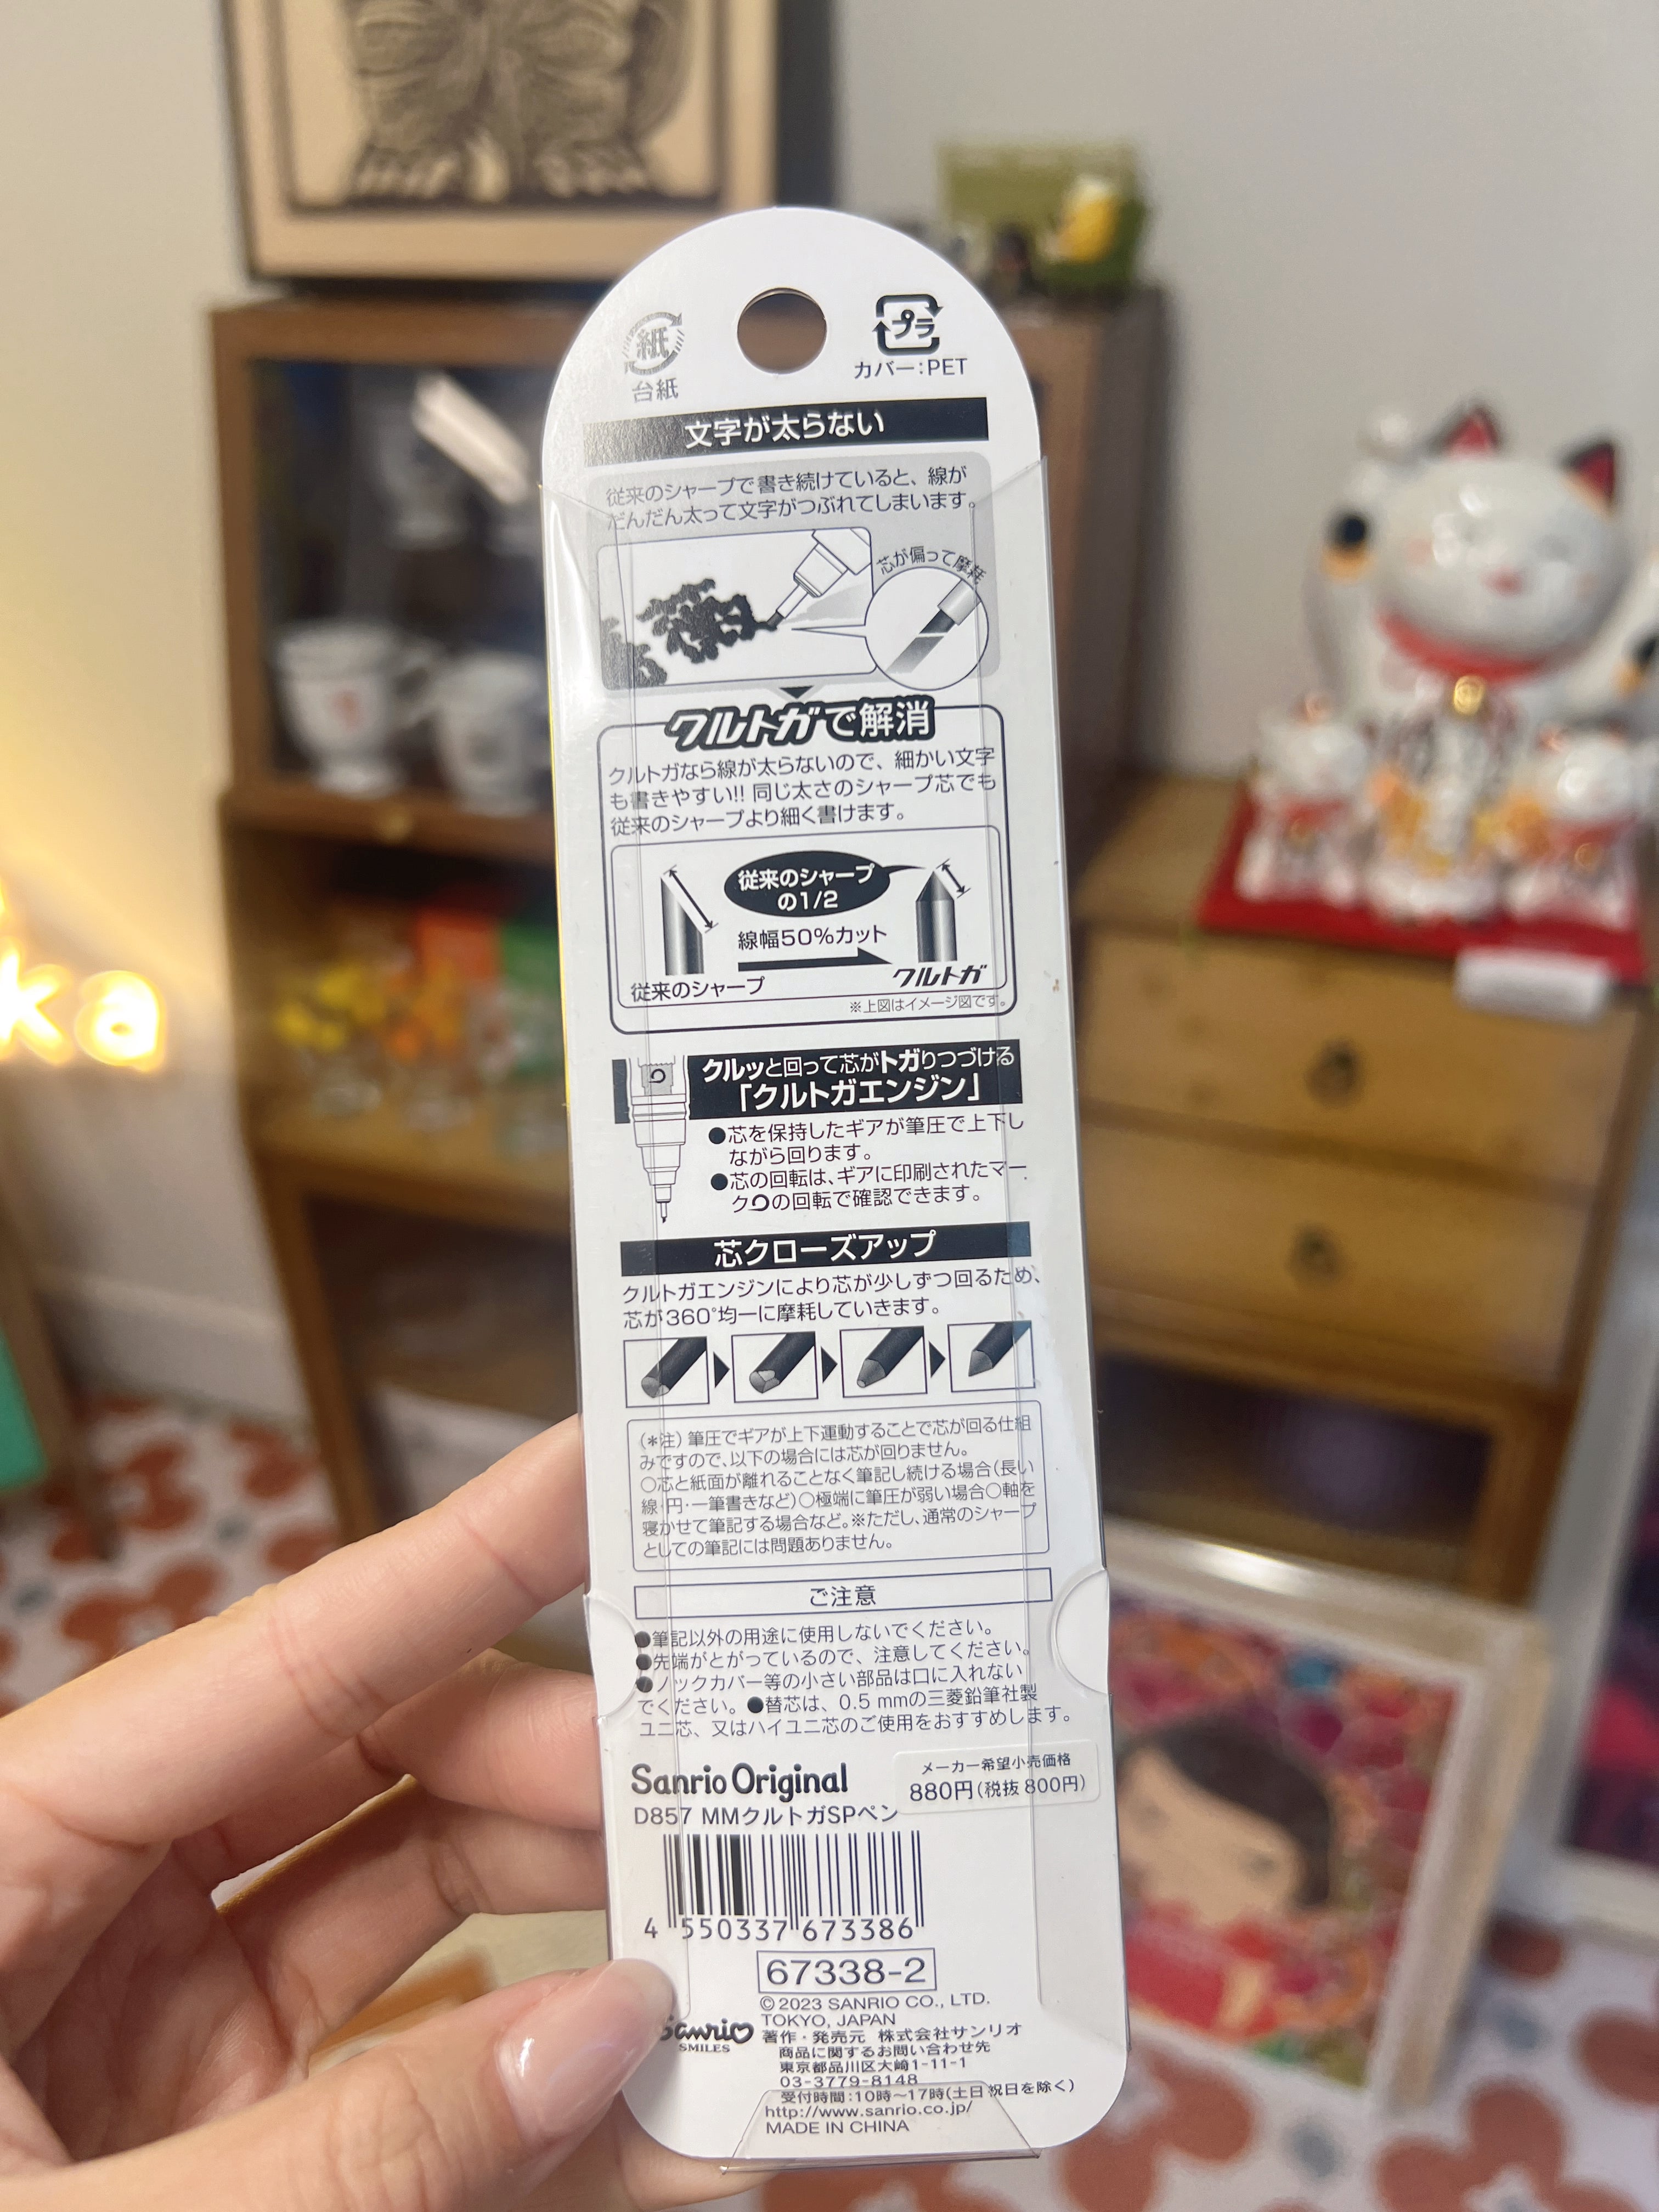 紙
台紙
プラ
カバー:PET
文字が太らない
従来のシャープで書き続けていると、線が
だんだん太って文字がつぶれてしまいます。
芯が偏って摩耗
クルトガで解消
クルトガなら線が太らないので、細かい文字
も書きやすい!! 同じ太さのシャープ芯でも
従来のシャープより細く書けます。
従来のシャープ
の1/2
線幅50%カット
従来のシャープ
クルトガ
※上図はイメージ図です。
クルッと回って芯がトガりつづける
「クルトガエンジン」
●芯を保持したギアが筆圧で上下し
ながら回ります。
●芯の回転は、ギアに印刷されたマー
クの回転で確認できます。
芯クローズアップ
クルトガエンジンにより芯が少しずつ回るため、
芯が360°均一に摩耗していきます。
(*注) 筆圧でギアが上下運動することで芯が回る仕組
みですので、以下の場合には芯が回りません。
○芯と紙面が離れることなく筆記し続ける場合(長い
線・円・一筆書きなど)○極端に筆圧が弱い場合○軸を
寝かせて筆記する場合など。※ただし、通常のシャープ
としての筆記には問題ありません。
ご注意
●筆記以外の用途に使用しないでください。
●先端がとがっているので、注意してください。
●ノックカバー等の小さい部品は口に入れない
でください。●替芯は、0.5 mmの三菱鉛筆社製
ユニ芯、又はハイユニ芯のご使用をおすすめします。
Sanrio Original
メーカー希望小売価格
880円(税抜 800円)
D857 MMクルトガSPペン
4 550337 673386
67338-2
© 2023 SANRIO CO., LTD.
TOKYO, JAPAN
Sanrio
SMILES
著作・発売元 株式会社サンリオ
商品に関するお問い合わせ先
東京都品川区大崎1-11-1
03-3779-8148
受付時間:10時〜17時(土日祝日を除く)
http://www.sanrio.co.jp/
MADE IN CHINA
ka